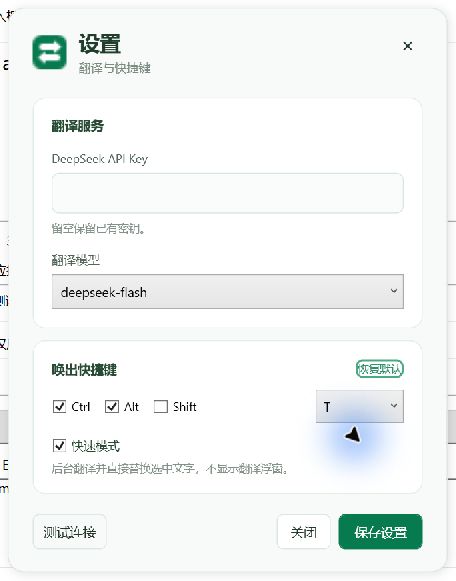 设置
翻译与快捷键
翻译服务
DeepSeek API Key
留空保留已有密钥。
翻译模型
deepseek-flash
唤出快捷键
恢复默认
Ctrl
Alt
Shift
T
快速模式
后台翻译并直接替换选中文字，不显示翻译浮窗。
测试连接
关闭
保存设置